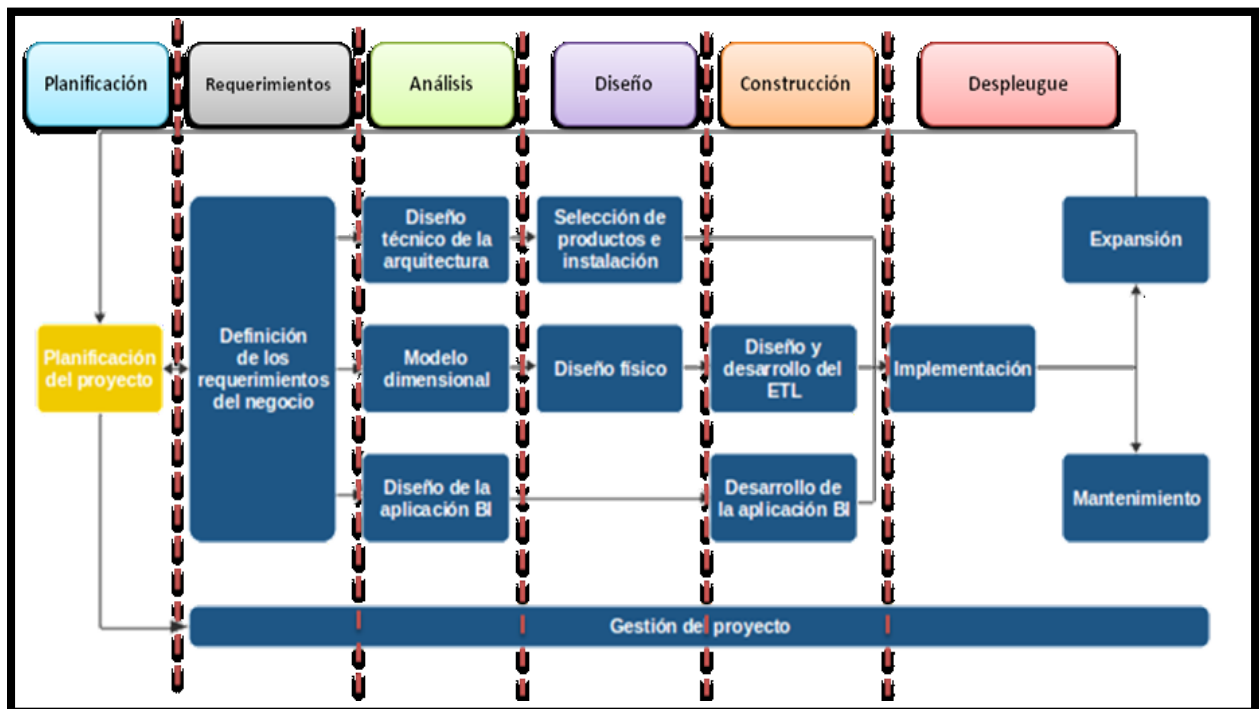 Planificación
Requerimientos
Análisis
Diseño
Construcción
Despleugue
Diseño
técnico de la
arquitectura
Selección de
productos e
instalación
Expansión
Planificación
del proyecto
Definición
de los
requerimientos
del negocio
Modelo
dimensional
Diseño físico
Diseño y
desarrollo del
ETL
Implementación
Diseño de la
aplicación BI
Desarrollo de
la aplicación BI
Mantenimiento
Gestión del proyecto